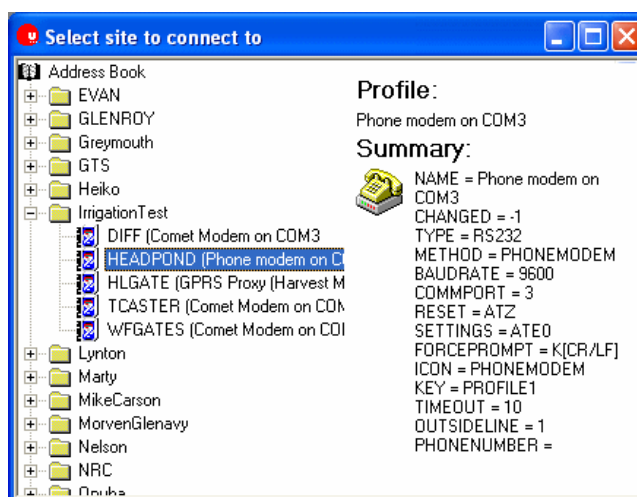 Select site to connect to
Address Book
EVAN
GLENROY
Greymouth
GTS
Heiko
IrrigationTest
DIFF (Comet Modem on COM3
HEADPOND (Phone modem on C
HLGATE (GPRS Proxy (Harvest M
TCASTER (Comet Modem on COM
WFGATES (Comet Modem on COI
Lynton
Marty
MikeCarson
MorvenGlenavy
Nelson
NRC
Profile:
Phone modem on COM3
Summary:
NAME = Phone modem on
COM3
CHANGED = -1
TYPE = RS232
METHOD = PHONEMODEM
BAUDRATE = 9600
COMMPORT = 3
RESET = ATZ
SETTINGS = ATE0
FORCEPROMPT = K[CR/LF]
ICON = PHONEMODEM
KEY = PROFILE1
TIMEOUT = 10
OUTSIDELINE = 1
PHONENUMBER =